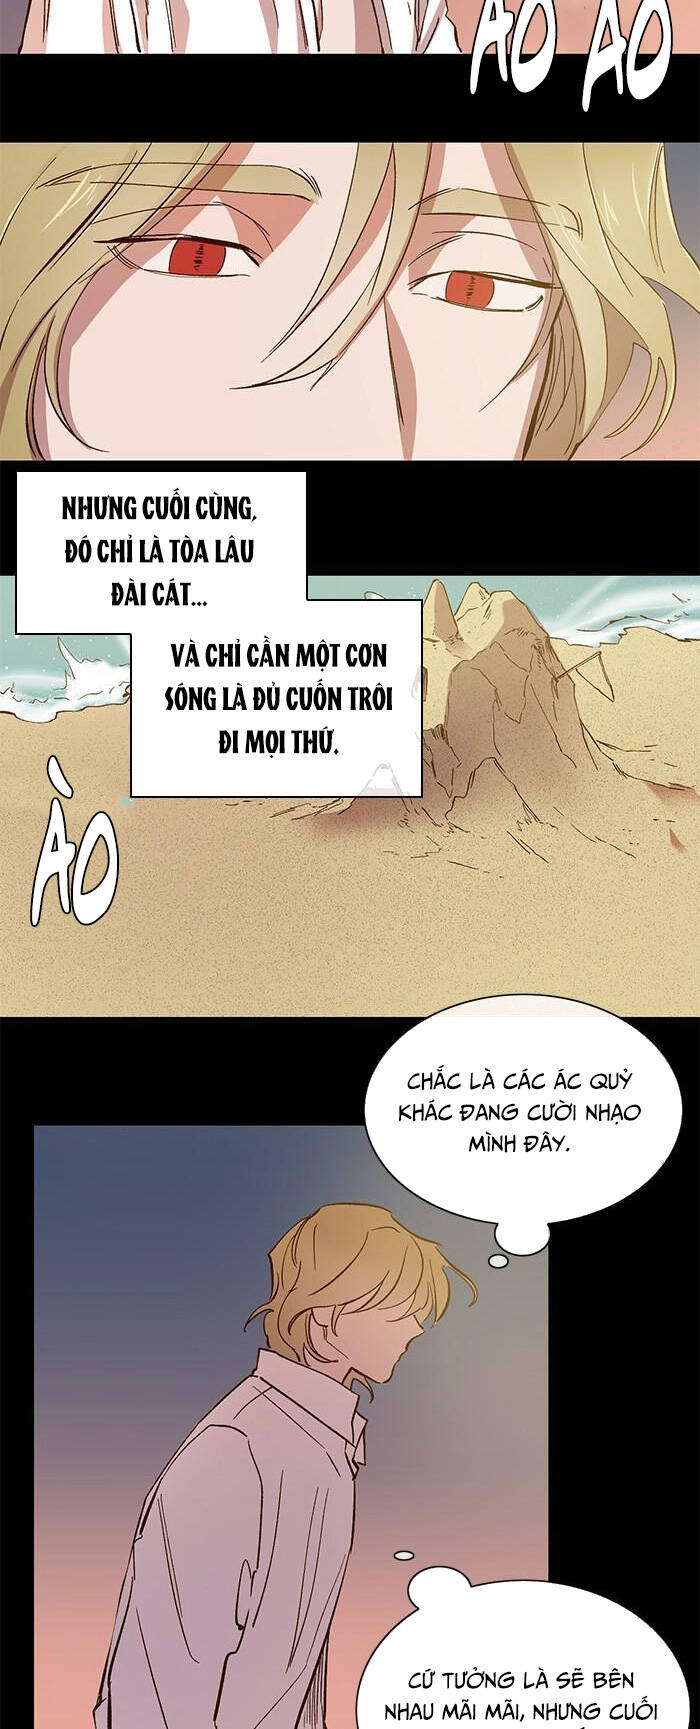 ÀO ÀO
NHƯNG CUỐI CÙNG,
ĐÓ CHỈ LÀ TÒA LÂU
ĐÀI CÁT...
VÀ CHỈ CẦN MỘT CƠN
SÓNG LÀ ĐỦ CUỐN TRÔI
ĐI MỌI THỨ.
ÀO
CHẮC LÀ CÁC ÁC QUỶ
KHÁC ĐANG CƯỜI NHẠO
MÌNH ĐÂY.
CỨ TƯỞNG LÀ SẼ BÊN
NHAU MÃI MÃI, NHƯNG CUỐI